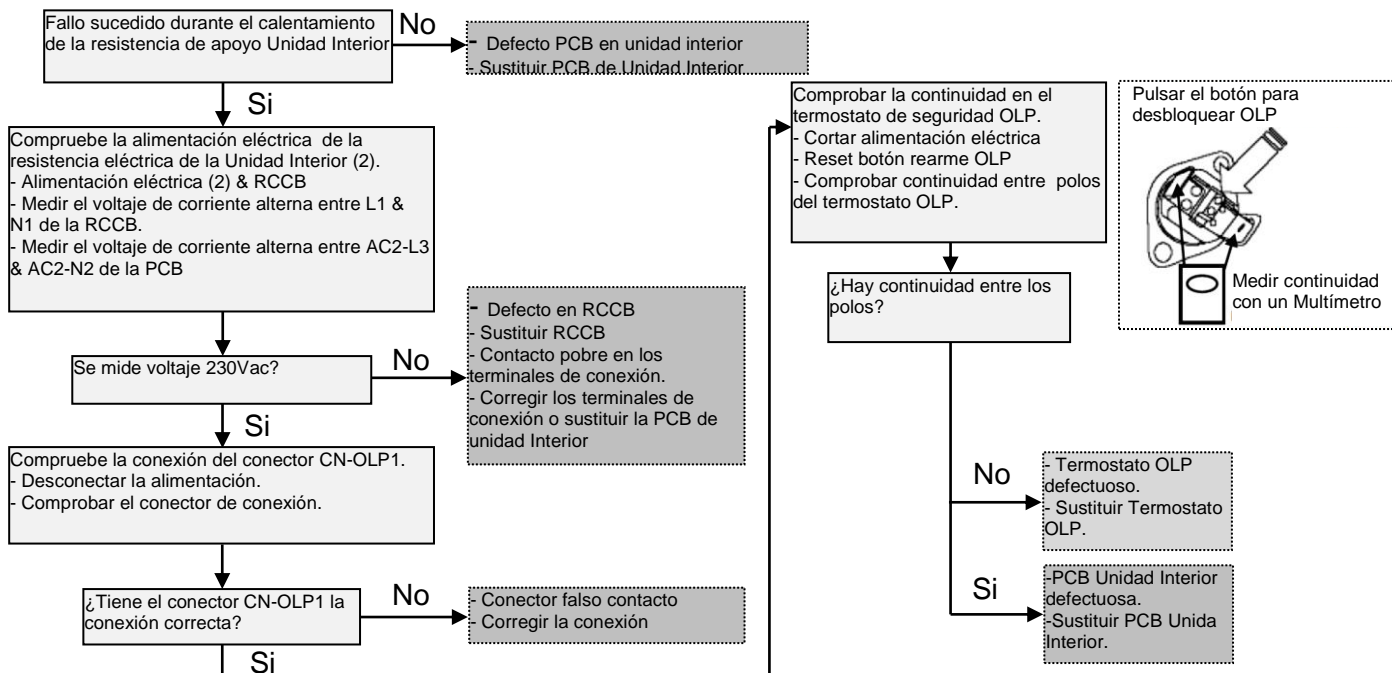 Fallo sucedido durante el calentamiento
de la resistencia de apoyo Unidad Interior
No
- Defecto PCB en unidad interior
- Sustituir PCB de Unidad Interior
Si
Compruebe la alimentación eléctrica de la
resistencia eléctrica de la Unidad Interior (2).
- Alimentación eléctrica (2) & RCCB
- Medir el voltaje de corriente alterna entre L1 &
N1 de la RCCB.
- Medir el voltaje de corriente alterna entre AC2-L3
& AC2-N2 de la PCB
Se mide voltaje 230Vac?
No
- Defecto en RCCB
- Sustituir RCCB
- Contacto pobre en los
terminales de conexión.
- Corregir los terminales de
conexión o sustituir la PCB de
unidad Interior
Si
Compruebe la conexión del conector CN-OLP1.
- Desconectar la alimentación.
- Comprobar el conector de conexión.
¿Tiene el conector CN-OLP1 la
conexión correcta?
No
- Conector falso contacto
- Corregir la conexión
Si
Comprobar la continuidad en el
termostato de seguridad OLP.
- Cortar alimentación eléctrica
- Reset botón rearme OLP
- Comprobar continuidad entre polos
del termostato OLP.
Pulsar el botón para
desbloquear OLP
Medir continuidad
con un Multímetro
¿Hay continuidad entre los
polos?
No
- Termostato OLP
defectuoso.
- Sustituir Termostato
OLP.
Si
-PCB Unidad Interior
defectuosa.
-Sustituir PCB Unida
Interior.